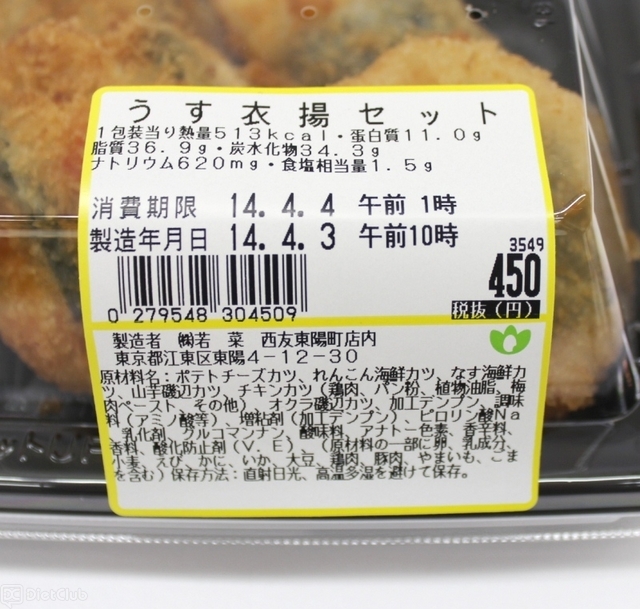 うす衣揚セット
1包装当り熱量513kcal・蛋白質11.0g
脂質36.9g・炭水化物34.3g
ナトリウム620mg・食塩相当量1.5g
消費期限 14.4.4 午前 1時
製造年月日 14.4.3 午前10時
3549
450
税抜(円)
0 279548 304509
製造者 ㈱若 菜 西友東陽町店内
東京都江東区東陽4-12-30
原材料名:ポテトチーズカツ、れんこん海鮮カツ、なす海鮮カ
ツ、山芋磯辺カツ、チキンカツ(鶏肉、パン粉、植物油脂、梅
肉ペースト、その他)オクラ磯辺カツ、加工デンプン、調味
料(アミノ酸等)、増粘剤(加工デンプン)、ピロリン酸Na
、乳化剤、グルコマンナン、酸味料、アナトー色素、香辛料、
香料、酸化防止剤(V.E)、(原材料の一部に卵、乳成分、
小麦、えび、かに、いか、大豆、鶏肉、豚肉、やまいも、ごま
を含む)保存方法:直射日光、高温多湿を避けて保存。
DietClub